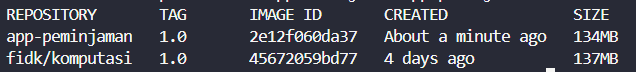 REPOSITORY TAG IMAGE ID CREATED SIZE
app-peminjaman 1.0 2e12f060da37 About a minute ago 134MB
fidk/komputasi 1.0 45672059bd77 4 days ago 137MB